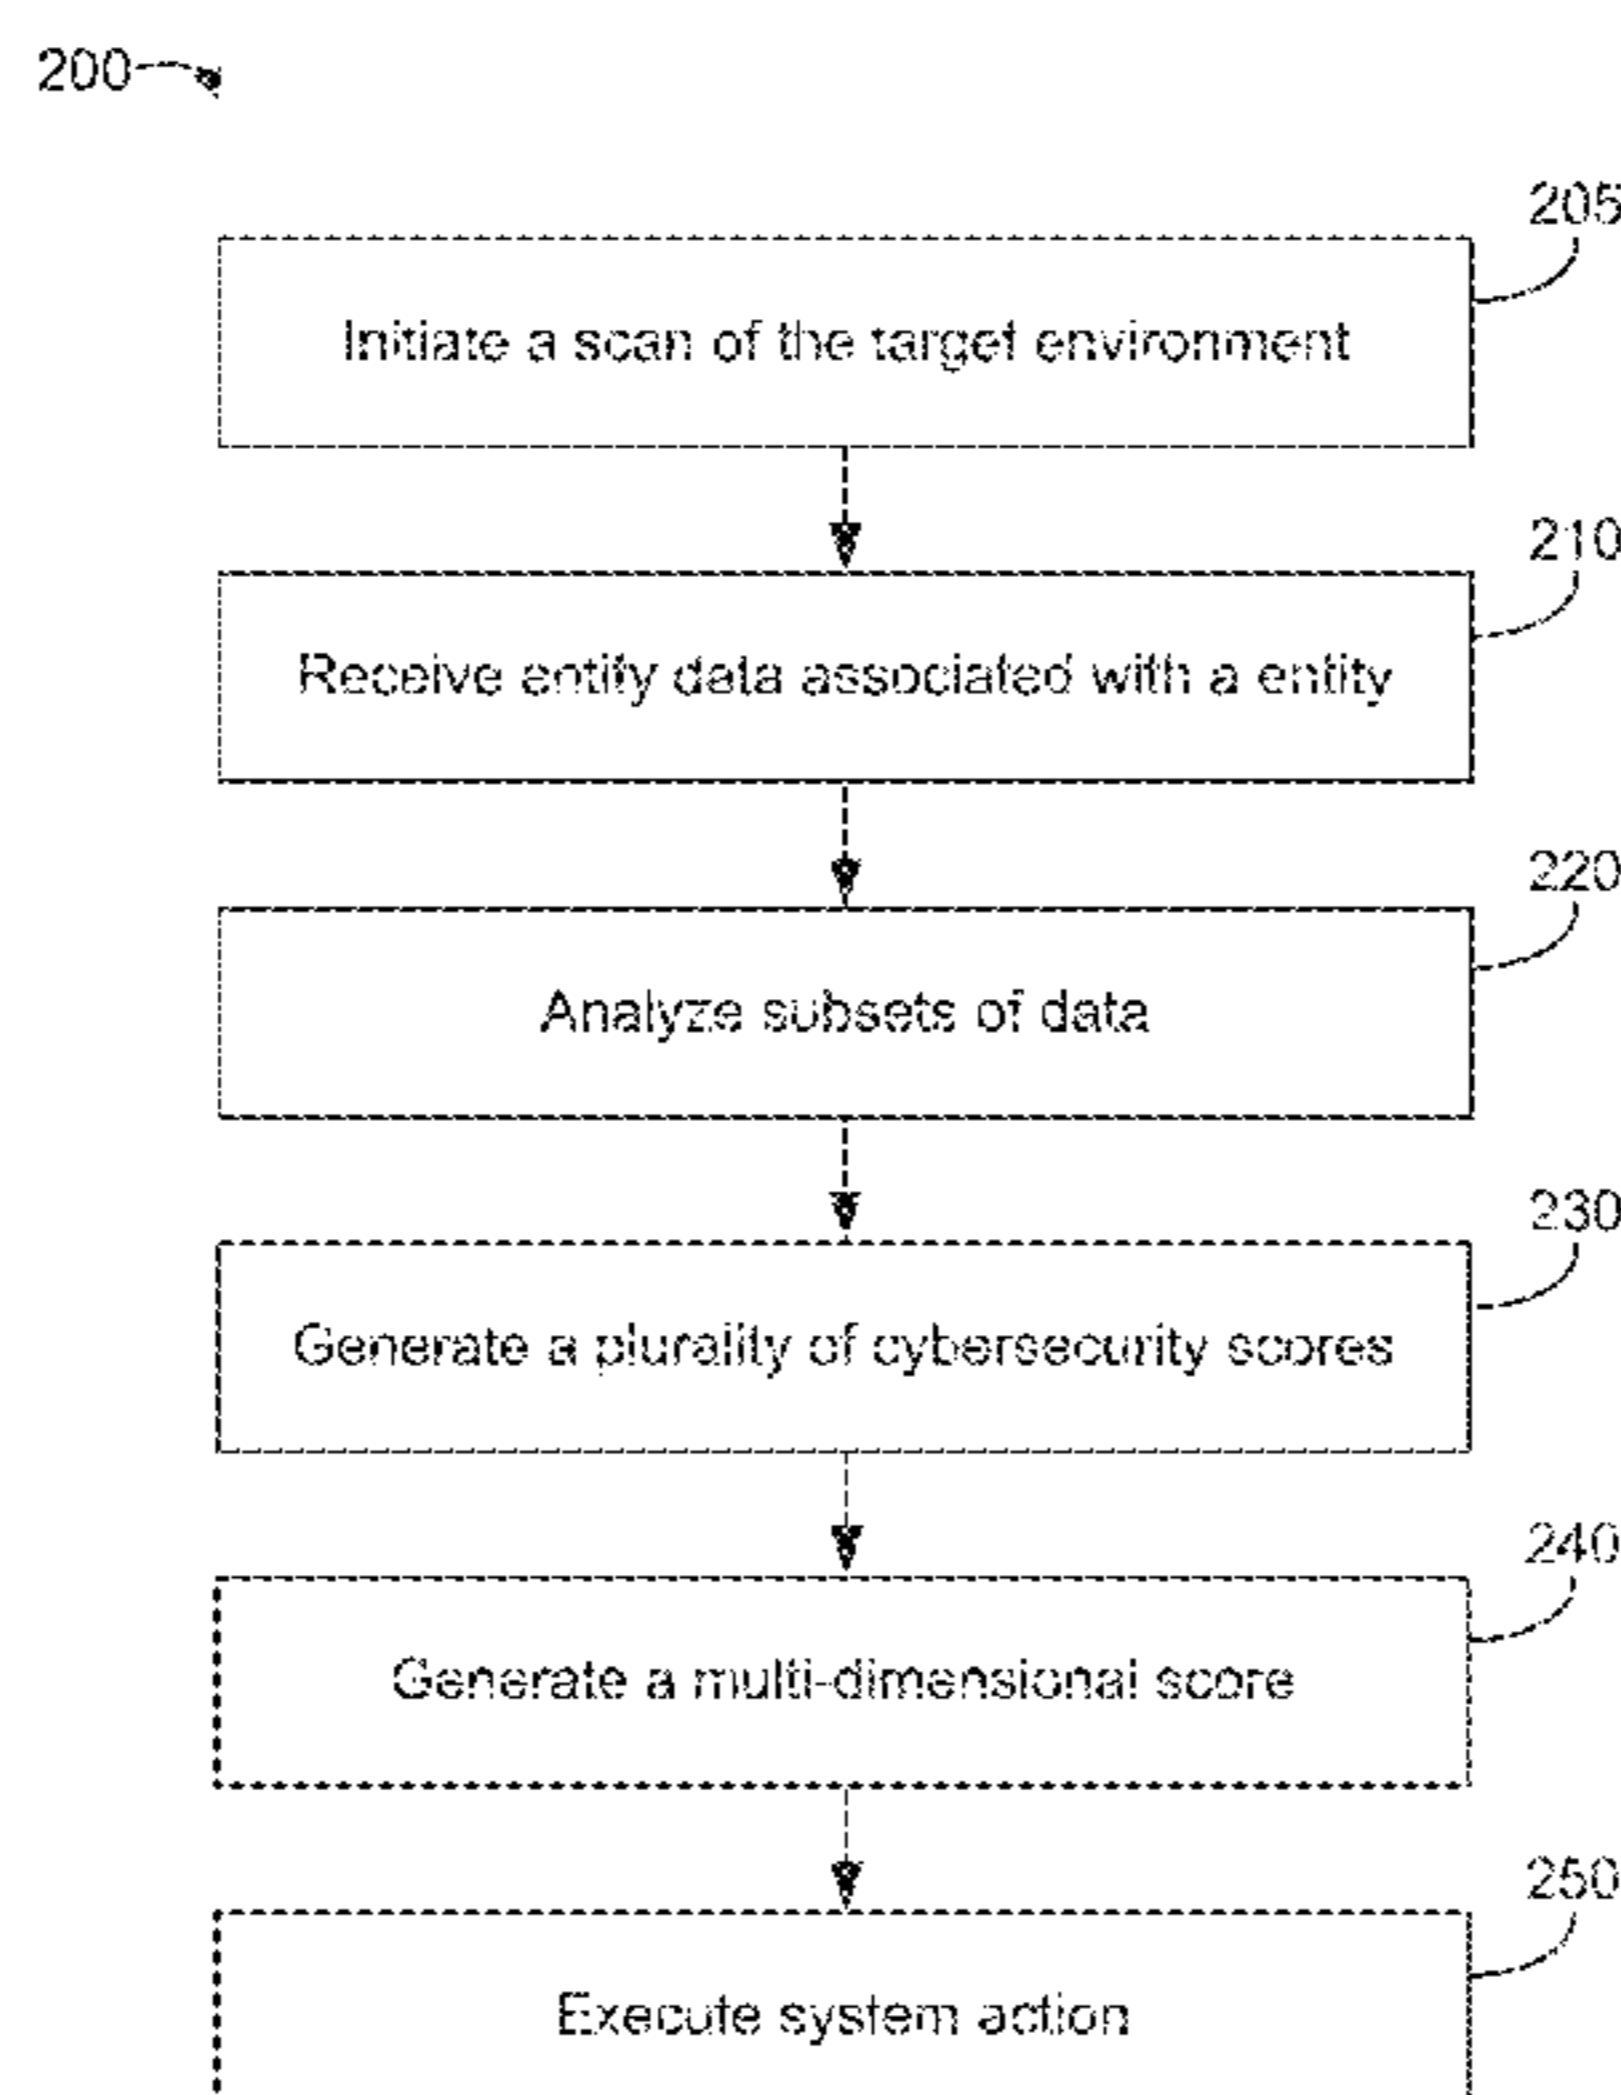 200
205
Initiate a scan of the target environment
210
Receive entity data associated with a entity
220
Analyze subsets of data
230
Generate a plurality of cybersecurity scores
240
Generate a multi-dimensional score
250
Execute system action